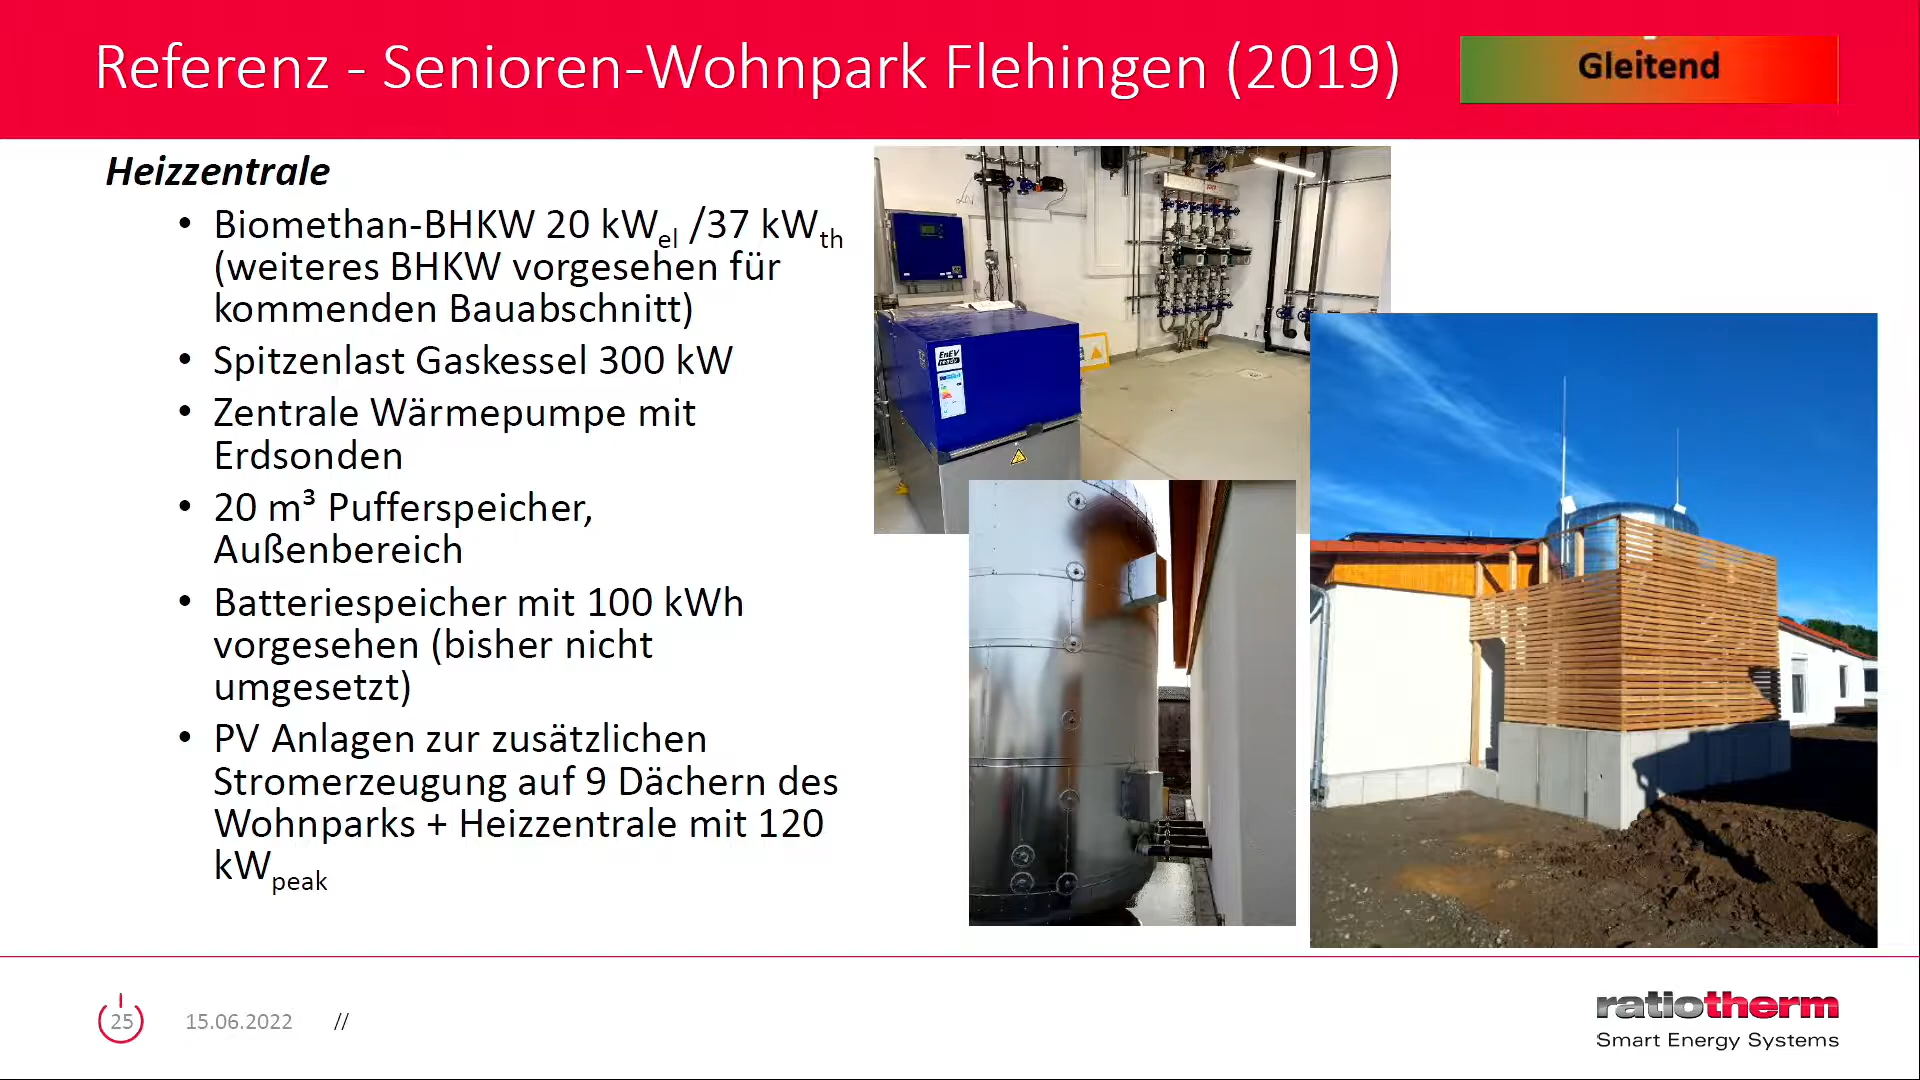 Referenz - Senioren-Wohnpark Flehingen (2019)
Gleitend
Heizzentrale
• Biomethan-BHKW 20 kWel /37 kWth
(weiteres BHKW vorgesehen für
kommenden Bauabschnitt)
• Spitzenlast Gaskessel 300 kW
• Zentrale Wärmepumpe mit
Erdsonden
• 20 m³ Pufferspeicher,
Außenbereich
• Batteriespeicher mit 100 kWh
vorgesehen (bisher nicht
umgesetzt)
• PV Anlagen zur zusätzlichen
Stromerzeugung auf 9 Dächern des
Wohnparks + Heizzentrale mit 120
kWpeak
EnEV
ready
25
15.06.2022
//
ratiotherm
Smart Energy Systems